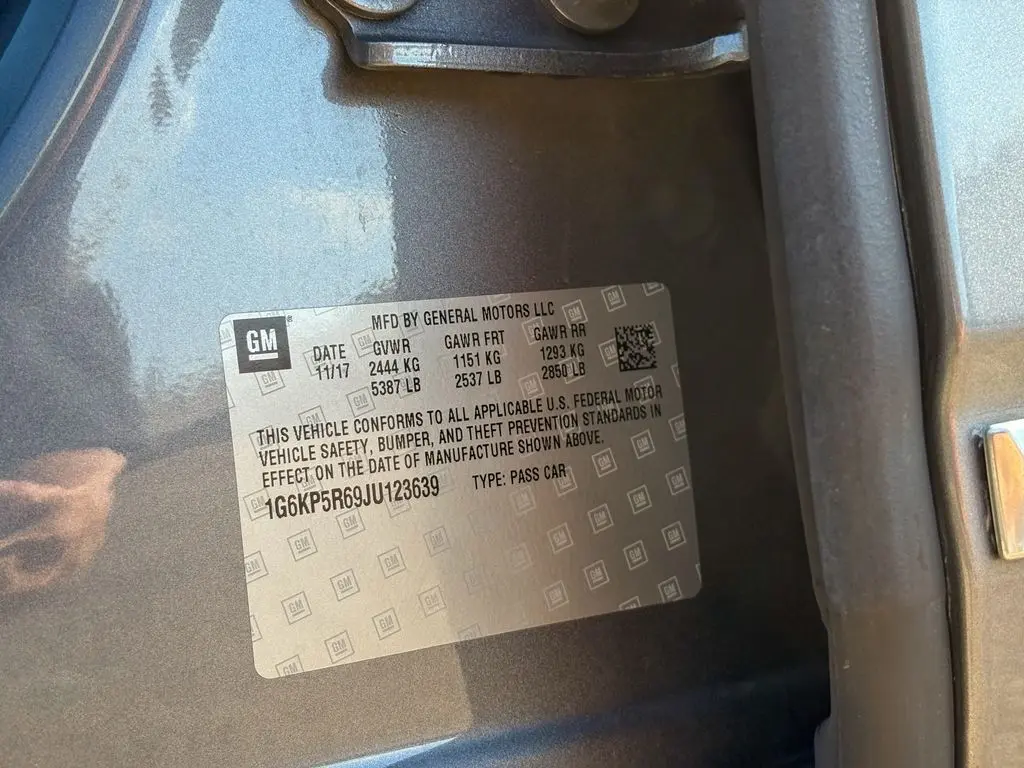 GM
MFD BY GENERAL MOTORS LLC
DATE GVWR GAWR FRT GAWR RR
11/17 2444 KG 1151 KG 1293 KG
5387 LB 2537 LB 2850 LB
THIS VEHICLE CONFORMS TO ALL APPLICABLE U.S. FEDERAL MOTOR
VEHICLE SAFETY, BUMPER, AND THEFT PREVENTION STANDARDS IN
EFFECT ON THE DATE OF MANUFACTURE SHOWN ABOVE.
1G6KP5R69JU123639 TYPE: PASS CAR